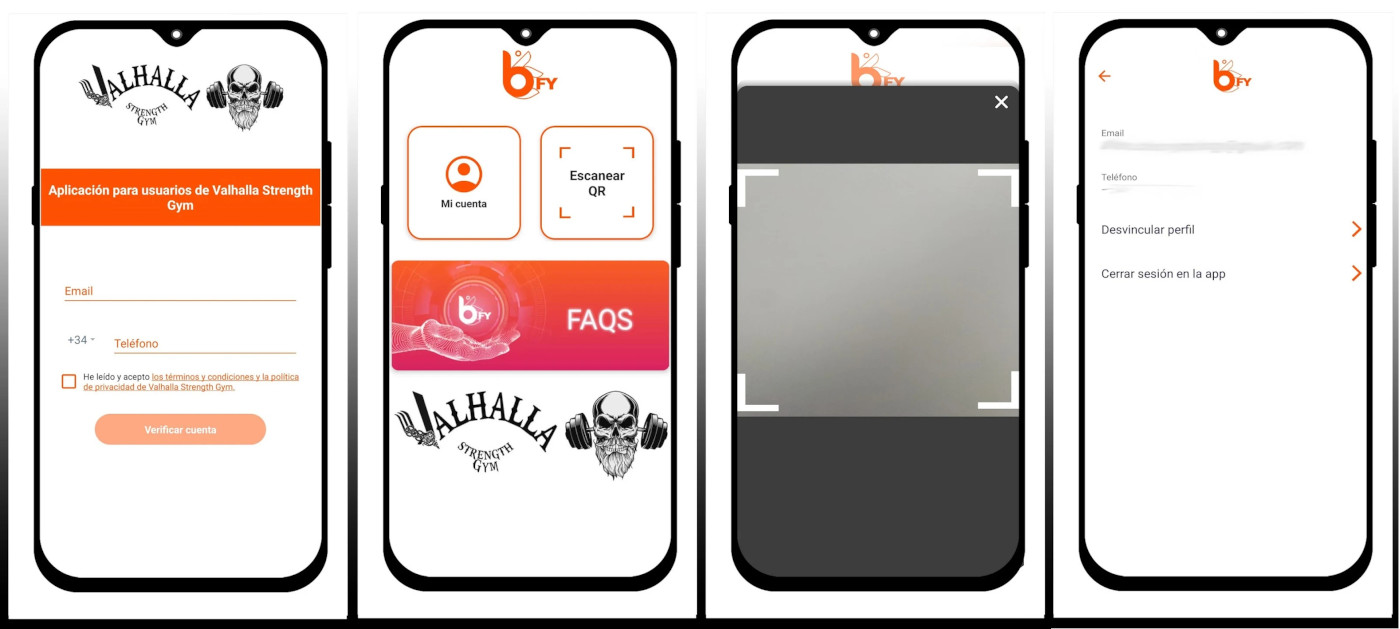 VALHALLA
STRENGTH
GYM
Aplicación para usuarios de Valhalla Strength
Gym
Email
+34
Teléfono
He leído y acepto los términos y condiciones y la política
de privacidad de Valhalla Strength Gym.
Verificar cuenta
bFY
Mi cuenta
Escanear
QR
bFY
FAQS
VALHALLA
STRENGTH
GYM
bFY
bFY
Email
Teléfono
Desvincular perfil
Cerrar sesión en la app